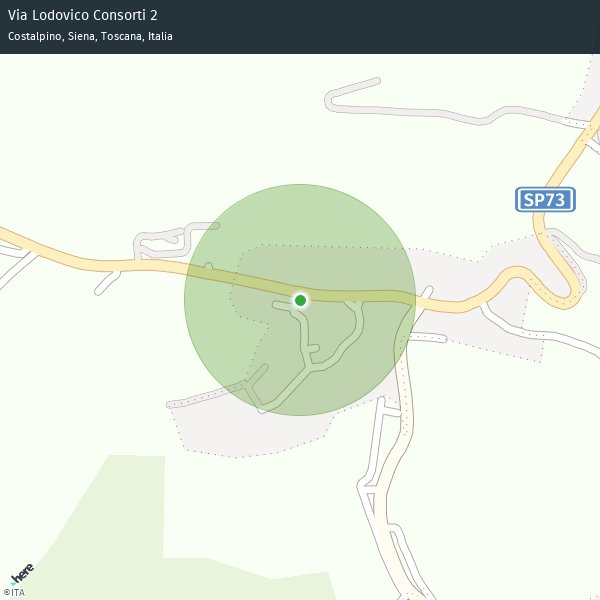 Via Lodovico Consorti 2
Costalpino, Siena, Toscana, Italia
SP73
here
©ITA